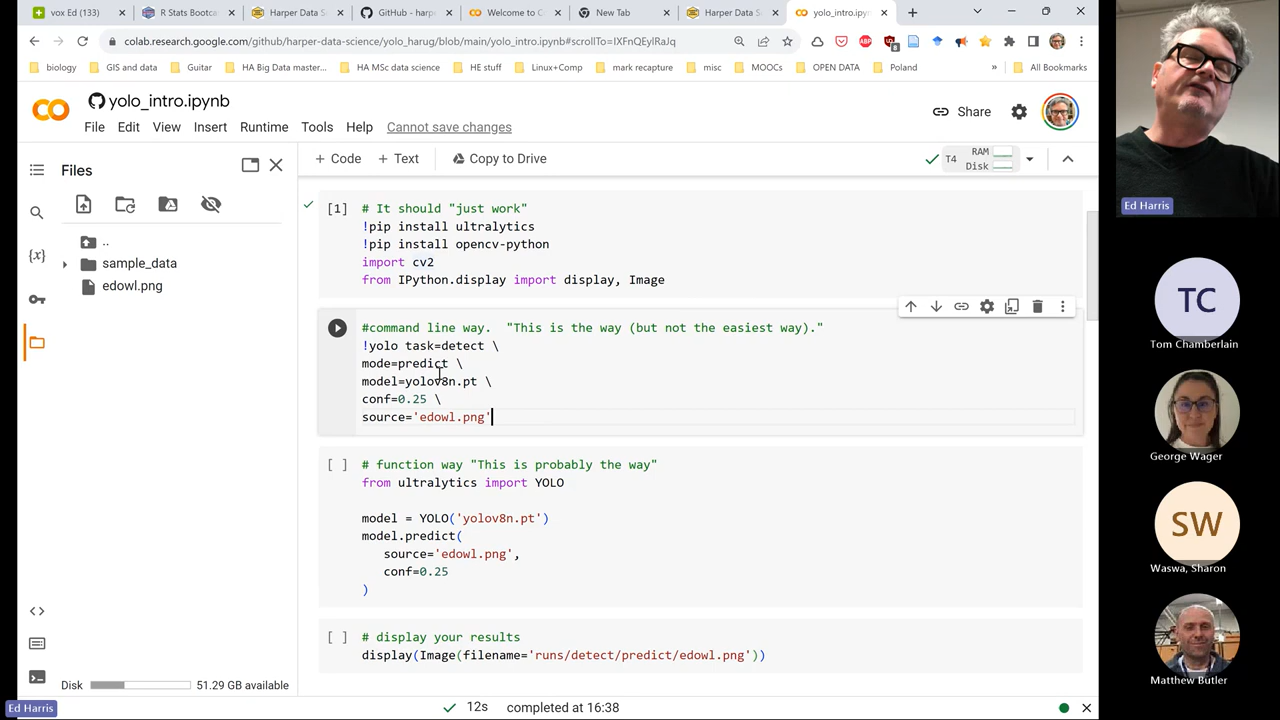 vox Ed (133)
R Stats Bootc
Harper Data S
GitHub - harp
Welcome to C
New Tab
Harper Data S
yolo_intro.ipynb
colab.research.google.com/github/harper-data-science/yolo_harug/blob/main/yolo_intro.ipynb#scrollTo=IXFnQEyIRaJq
biology
GIS and data
Guitar
HA Big Data master...
HA MSc data science
R stuff
Linux+Comp
mark recapture
misc
MOOCs
OPEN DATA
Poland
»
All Bookmarks
yolo_intro.ipynb
File Edit View Insert Runtime Tools Help Cannot save changes
Share
Files
+ Code + Text
Copy to Drive
T4
RAM
Disk
..
sample_data
edowl.png
[1]
# It should "just work"
!pip install ultralytics
!pip install opencv-python
import cv2
from IPython.display import display, Image
#command line way. "This is the way (but not the easiest way)."
!yolo task=detect \
mode=predict \
model=yolov8n.pt \
conf=0.25 \
source='edowl.png'
[ ]
# function way "This is probably the way"
from ultralytics import YOLO
model = YOLO('yolov8n.pt')
model.predict(
source='edowl.png',
conf=0.25
)
[ ]
# display your results
display(Image(filename='runs/detect/predict/edowl.png'))
Disk
51.29 GB available
12s completed at 16:38
Ed Harris
Ed Harris
TC
Tom Chamberlain
George Wager
SW
Waswa, Sharon
Matthew Butler